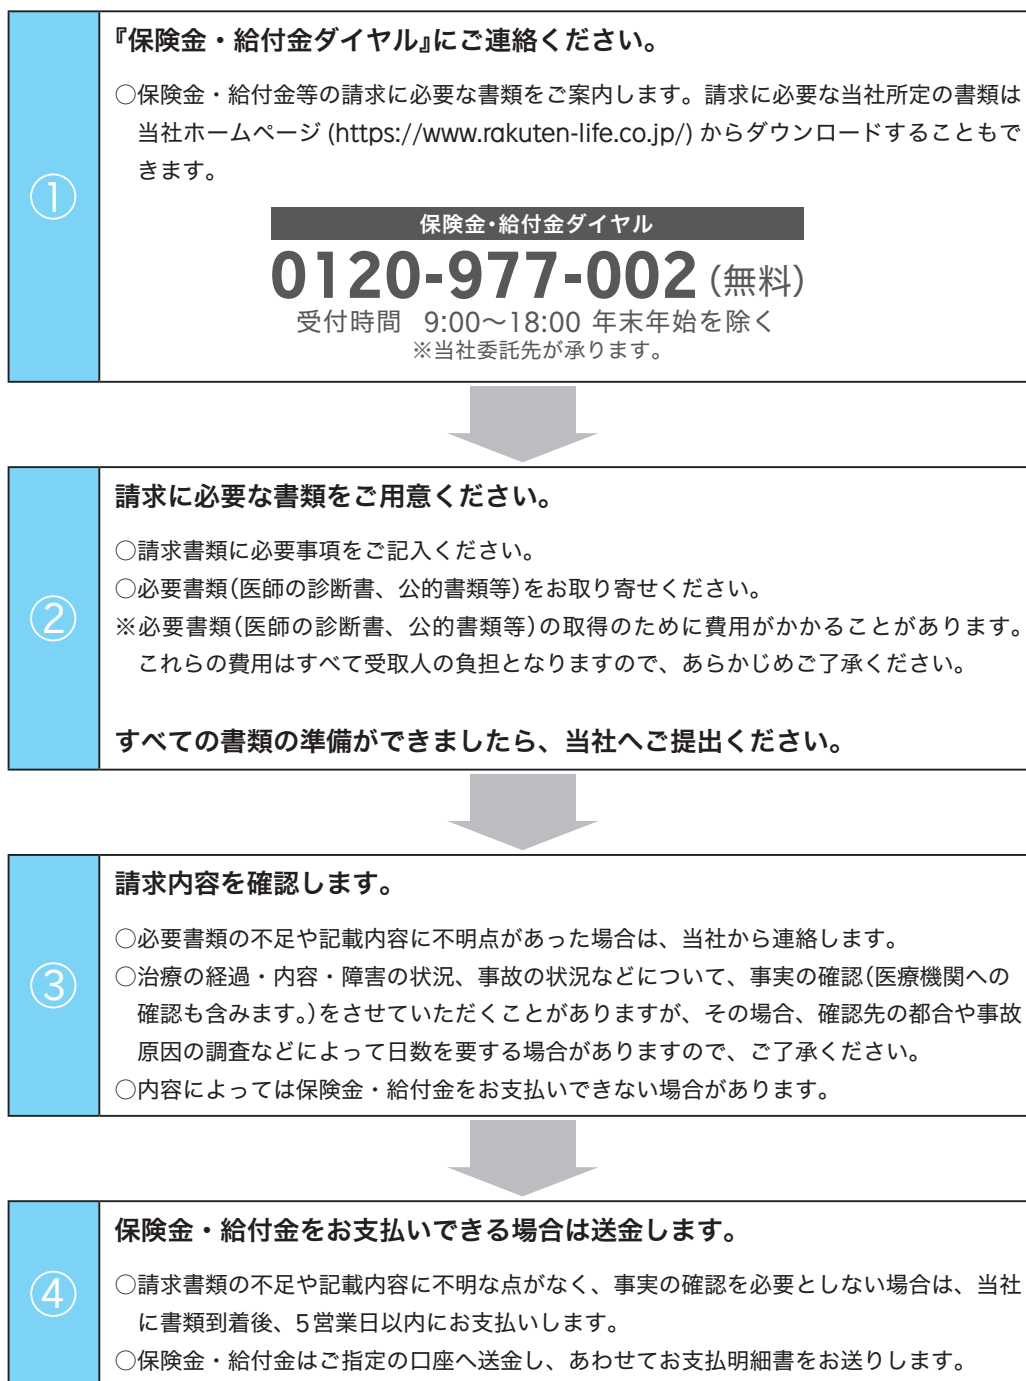 ①
『保険金・給付金ダイヤル』にご連絡ください。
○保険金・給付金等の請求に必要な書類をご案内します。請求に必要な当社所定の書類は
当社ホームページ (https://www.rakuten-life.co.jp/) からダウンロードすることもで
きます。
保険金・給付金ダイヤル
0120-977-002（無料）
受付時間 9:00～18:00 年末年始を除く
※当社委託先が承ります。
②
請求に必要な書類をご用意ください。
○請求書類に必要事項をご記入ください。
○必要書類（医師の診断書、公的書類等）をお取り寄せください。
※必要書類（医師の診断書、公的書類等）の取得のために費用がかかることがあります。
これらの費用はすべて受取人の負担となりますので、あらかじめご了承ください。
すべての書類の準備ができましたら、当社へご提出ください。
③
請求内容を確認します。
○必要書類の不足や記載内容に不明点があった場合は、当社から連絡します。
○治療の経過・内容・障害の状況、事故の状況などについて、事実の確認（医療機関への
確認も含みます。）をさせていただくことがありますが、その場合、確認先の都合や事故
原因の調査などによって日数を要する場合がありますので、ご了承ください。
○内容によっては保険金・給付金をお支払いできない場合があります。
④
保険金・給付金をお支払いできる場合は送金します。
○請求書類の不足や記載内容に不明な点がなく、事実の確認を必要としない場合は、当社
に書類到着後、5営業日以内にお支払いします。
○保険金・給付金はご指定の口座へ送金し、あわせてお支払明細書をお送りします。